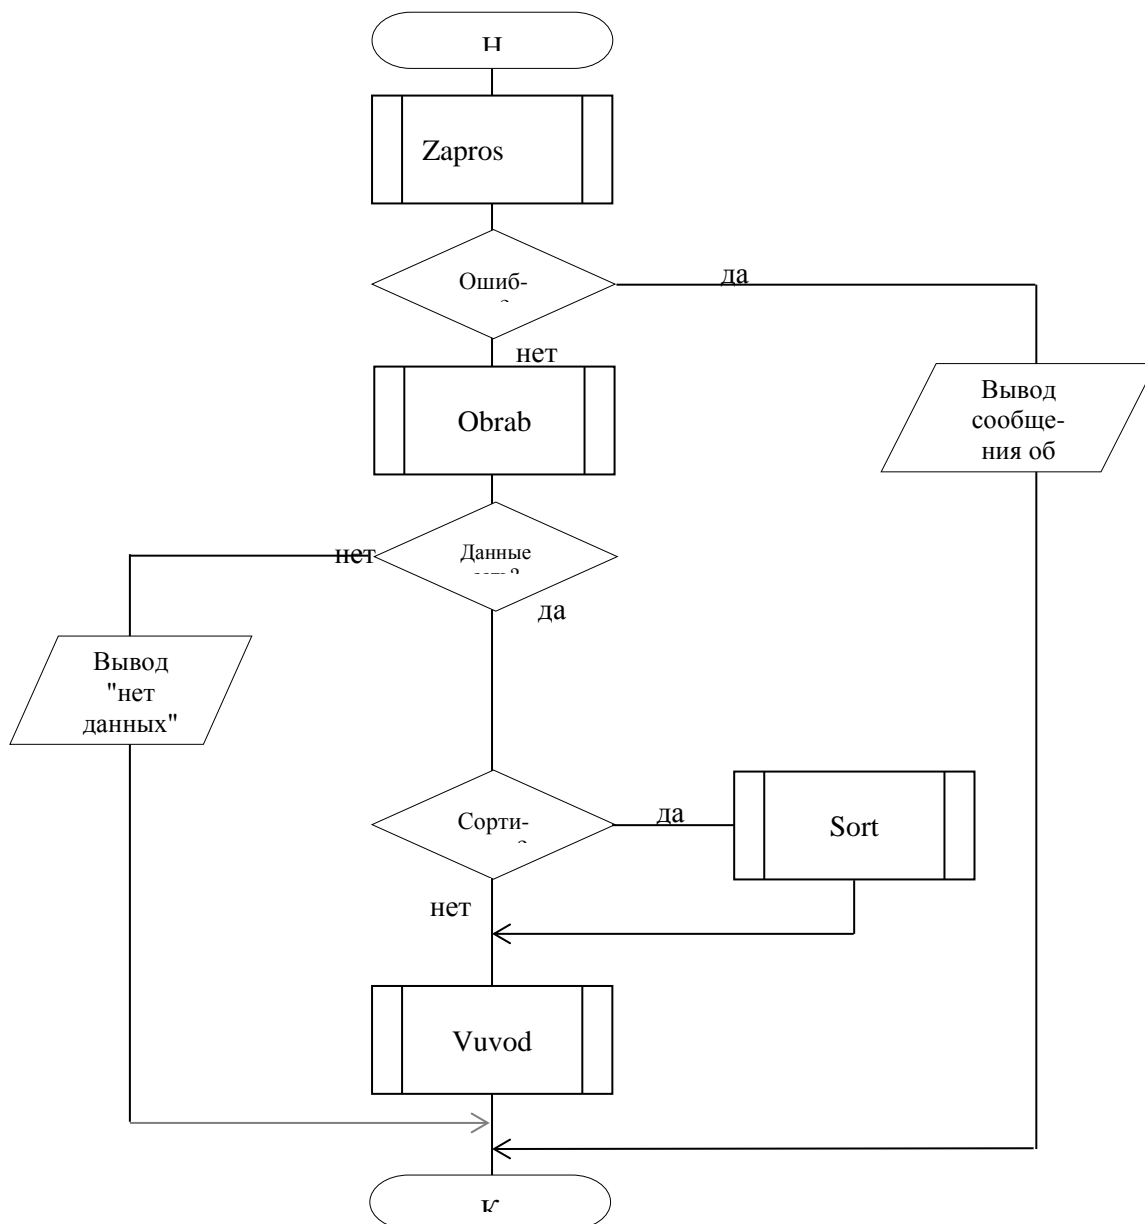 Zapros
Ошиб-
да
нет
Вывод
сообще-
ния об
Obrab
нет
Данные
да
Вывод
"нет
данных"
Сорти-
да
Sort
нет
Vuvod